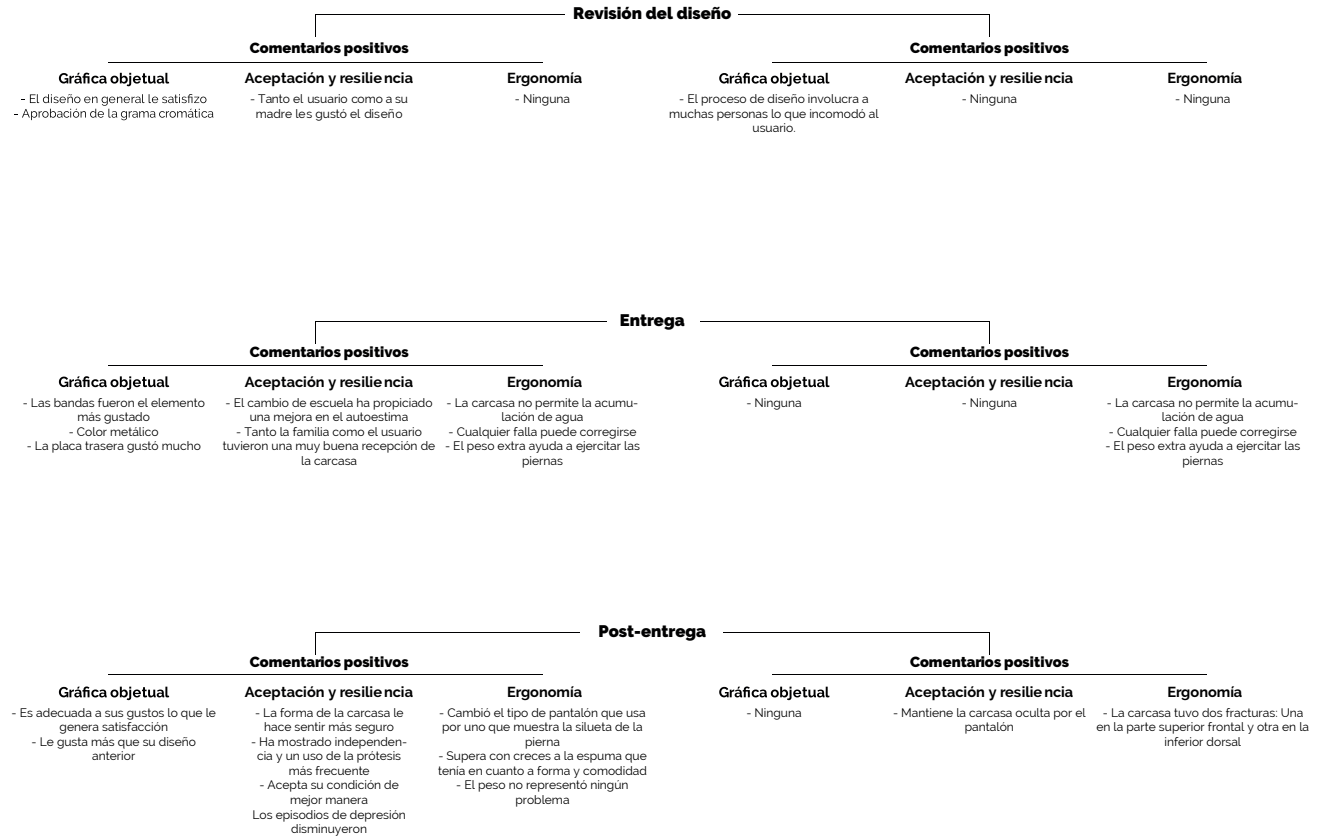 Revisión del diseño
Comentarios positivos
Gráfica objetual
- El diseño en general le satisfizo
- Aprobación de la grama cromática
Aceptación y resiliencia
- Tanto el usuario como a su
madre les gustó el diseño
Ergonomía
- Ninguna
Comentarios positivos
Gráfica objetual
- El proceso de diseño involucra a
muchas personas lo que incomodó al
usuario.
Aceptación y resiliencia
- Ninguna
Ergonomía
- Ninguna
Entrega
Comentarios positivos
Gráfica objetual
- Las bandas fueron el elemento
más gustado
- Color metálico
- La placa trasera gustó mucho
Aceptación y resiliencia
- El cambio de escuela ha propiciado
una mejora en el autoestima
- Tanto la familia como el usuario
tuvieron una muy buena recepción de
la carcasa
Ergonomía
- La carcasa no permite la acumu-
lación de agua
- Cualquier falla puede corregirse
- El peso extra ayuda a ejercitar las
piernas
Comentarios positivos
Gráfica objetual
- Ninguna
Aceptación y resiliencia
- Ninguna
Ergonomía
- La carcasa no permite la acumu-
lación de agua
- Cualquier falla puede corregirse
- El peso extra ayuda a ejercitar las
piernas
Post-entrega
Comentarios positivos
Gráfica objetual
- Es adecuada a sus gustos lo que le
genera satisfacción
- Le gusta más que su diseño
anterior
Aceptación y resiliencia
- La forma de la carcasa le
hace sentir más seguro
- Ha mostrado independen-
cia y un uso de la prótesis
más frecuente
- Acepta su condición de
mejor manera
Los episodios de depresión
disminuyeron
Ergonomía
- Cambió el tipo de pantalón que usa
por uno que muestra la silueta de la
pierna
- Supera con creces a la espuma que
tenía en cuanto a forma y comodidad
- El peso no representó ningún
problema
Comentarios positivos
Gráfica objetual
- Ninguna
Aceptación y resiliencia
- Mantiene la carcasa oculta por el
pantalón
Ergonomía
- La carcasa tuvo dos fracturas: Una
en la parte superior frontal y otra en la
inferior dorsal